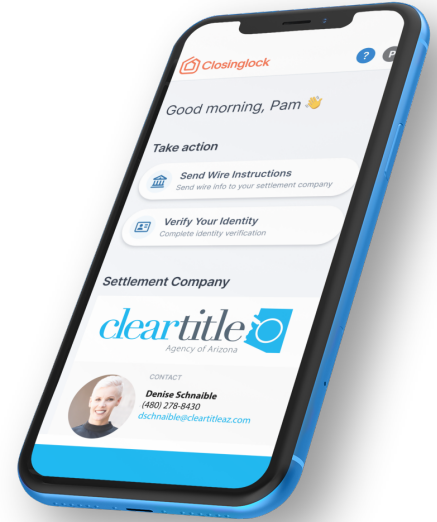 Closinglock
?
P
Good morning, Pam 👋
Take action
Send Wire Instructions
Send wire info to your settlement company
Verify Your Identity
Complete identity verification
Settlement Company
cleartitle
Agency of Arizona
CONTACT
Denise Schnaible
(480) 278-8430
dschnaible@cleartitleaz.com